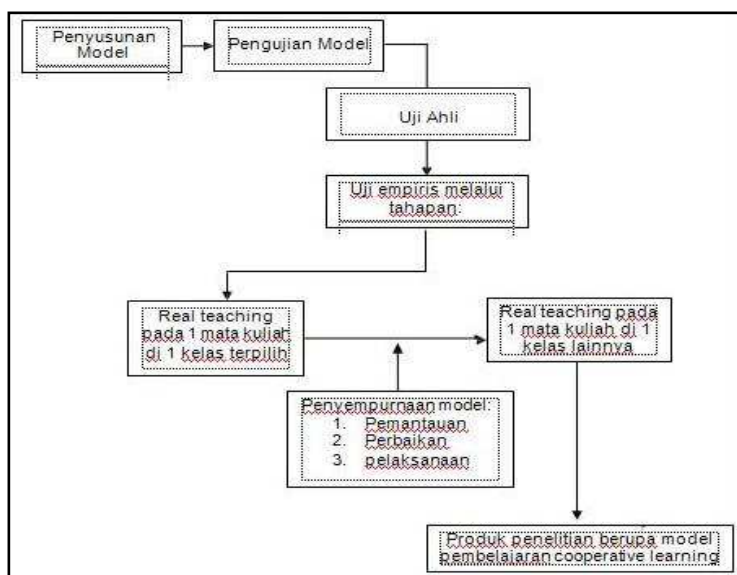 Penyusunan
Model
Pengujian Model
Uji Ahli
Uji empiris melalui
tahapan:
Real teaching
pada 1 mata kuliah
di 1 kelas terpilih
Real teaching pada
1 mata kuliah di 1
kelas lainnya
Penyempurnaan model:
1. Pemantauan
2. Perbaikan
3. pelaksanaan
Produk penelitian berupa model
pembelajaran cooperative learning